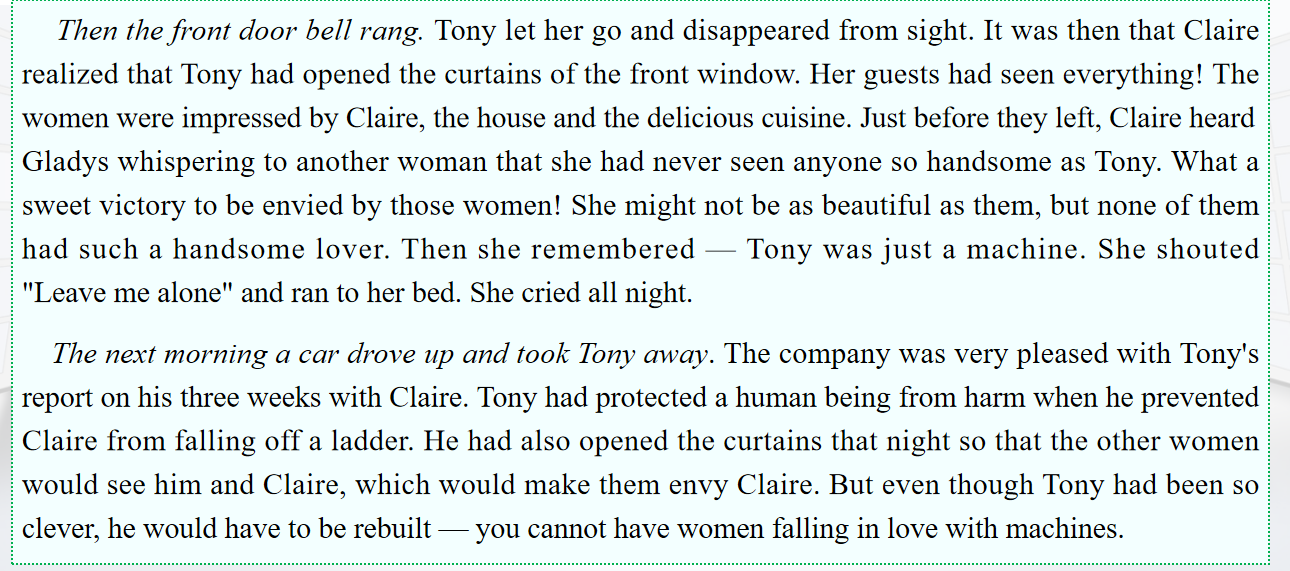 Then the front door bell rang. Tony let her go and disappeared from sight. It was then that Claire
realized that Tony had opened the curtains of the front window. Her guests had seen everything! The
women were impressed by Claire, the house and the delicious cuisine. Just before they left, Claire heard
Gladys whispering to another woman that she had never seen anyone so handsome as Tony. What a
sweet victory to be envied by those women! She might not be as beautiful as them, but none of them
had such a handsome lover. Then she remembered — Tony was just a machine. She shouted
"Leave me alone" and ran to her bed. She cried all night.
The next morning a car drove up and took Tony away. The company was very pleased with Tony's
report on his three weeks with Claire. Tony had protected a human being from harm when he prevented
Claire from falling off a ladder. He had also opened the curtains that night so that the other women
would see him and Claire, which would make them envy Claire. But even though Tony had been so
clever, he would have to be rebuilt — you cannot have women falling in love with machines.